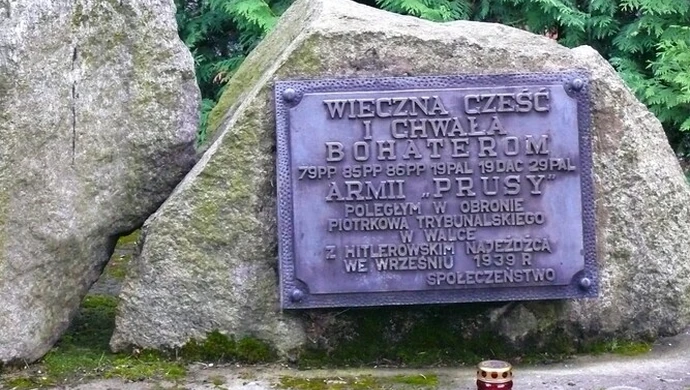 WIECZNA CZEŚĆ
I CHWAŁA
BOHATEROM
79PP 85PP 86PP 19PAL 19DAC 29PAL
ARMII „PRUSY"
POLEGŁYM W OBRONIE
PIOTRKOWA TRYBUNALSKIEGO
W WALCE
Z HITLEROWSKIM NAJEŹDŹCĄ
WE WRZEŚNIU 1939 R
SPOŁECZEŃSTWO